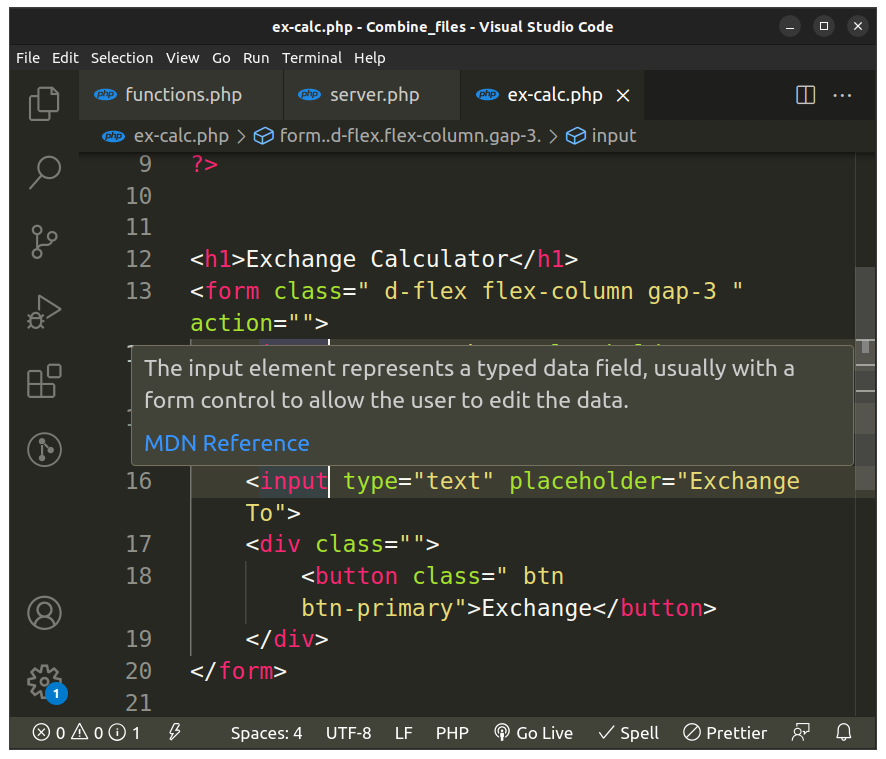 ex-calc.php - Combine_files - Visual Studio Code
File Edit Selection View Go Run Terminal Help
php functions.php php server.php php ex-calc.php
php ex-calc.php > form..d-flex.flex-column.gap-3. > input
9 ?>
10
11
12 <h1>Exchange Calculator</h1>
13 <form class=" d-flex flex-column gap-3 "
action="">
The input element represents a typed data field, usually with a
form control to allow the user to edit the data.
MDN Reference
16 <input type="text" placeholder="Exchange
To">
17 <div class="">
18 <button class=" btn
btn-primary">Exchange</button>
19 </div>
20 </form>
21
1
0 0 1 Spaces: 4 UTF-8 LF PHP Go Live Spell Prettier